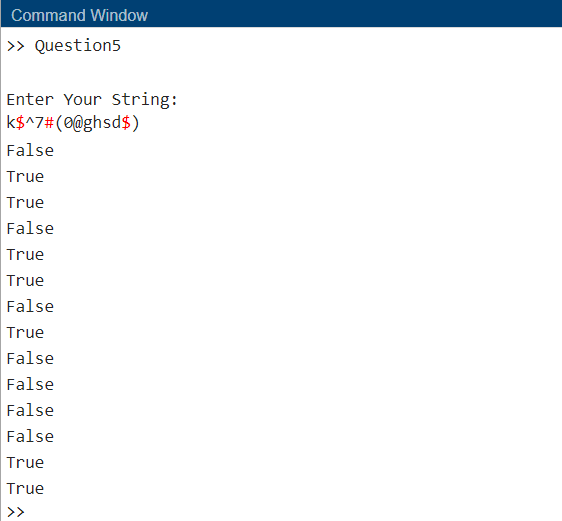 Command Window
>> Question5
Enter Your String:
k$^7#(0@ghsd$)
False
True
True
False
True
True
False
True
False
False
False
False
True
True
>>